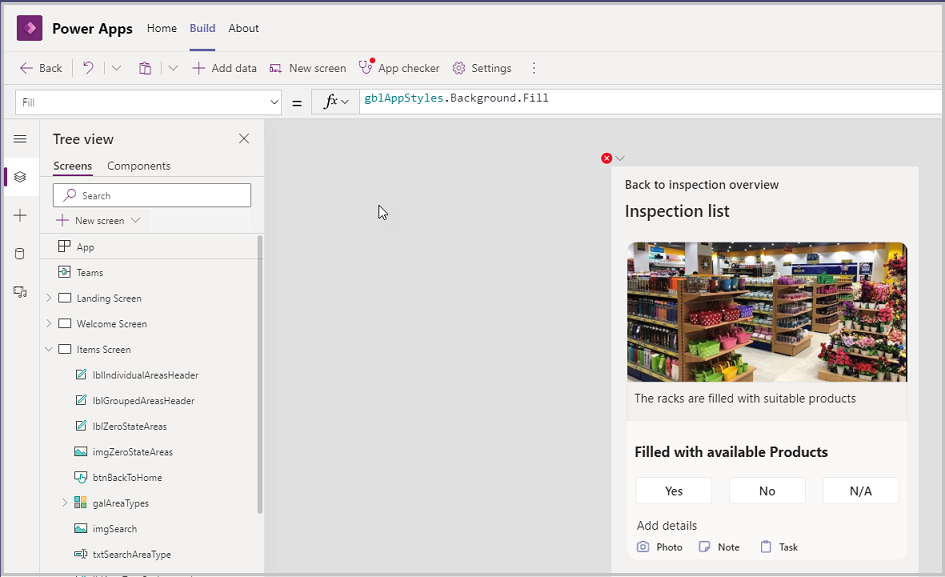 Power Apps Home Build About
Back Add data New screen App checker Settings
Fill = fx gblAppStyles.Background.Fill
Tree view
Screens Components
Search
New screen
App
Teams
Landing Screen
Welcome Screen
Items Screen
lblIndividualAreasHeader
lblGroupedAreasHeader
lblZeroStateAreas
imgZeroStateAreas
btnBackToHome
galAreaTypes
imgSearch
txtSearchAreaType
Back to inspection overview
Inspection list
The racks are filled with suitable products
Filled with available Products
Yes No N/A
Add details
Photo Note Task